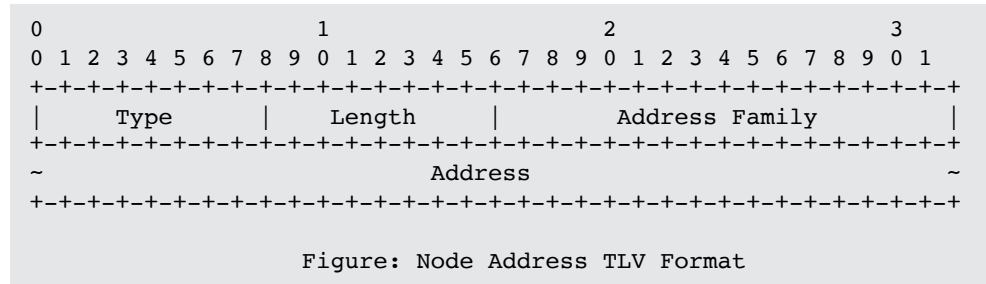 0                   1                   2                   3
0 1 2 3 4 5 6 7 8 9 0 1 2 3 4 5 6 7 8 9 0 1 2 3 4 5 6 7 8 9 0 1
+-+-+-+-+-+-+-+-+-+-+-+-+-+-+-+-+-+-+-+-+-+-+-+-+-+-+-+-+-+-+-+-+
|     Type      |    Length     |        Address Family         |
+-+-+-+-+-+-+-+-+-+-+-+-+-+-+-+-+-+-+-+-+-+-+-+-+-+-+-+-+-+-+-+-+
~                           Address                             ~
+-+-+-+-+-+-+-+-+-+-+-+-+-+-+-+-+-+-+-+-+-+-+-+-+-+-+-+-+-+-+-+-+
Figure: Node Address TLV Format